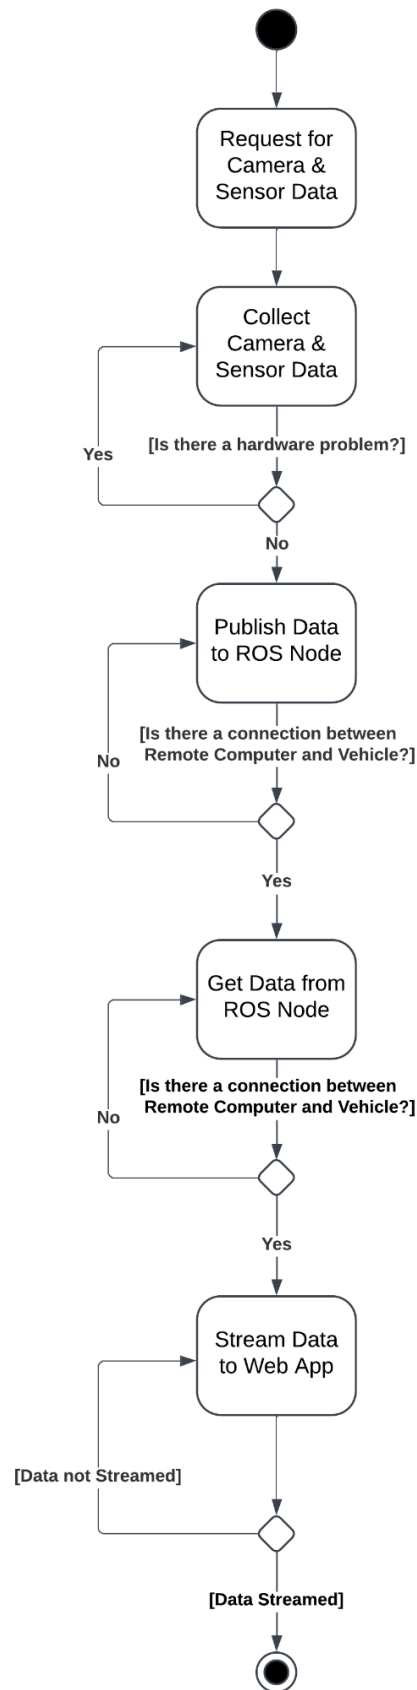 Request for
Camera &
Sensor Data
Collect
Camera &
Sensor Data
[Is there a hardware problem?]
Yes
No
Publish Data
to ROS Node
[Is there a connection between
Remote Computer and Vehicle?]
No
Yes
Get Data from
ROS Node
[Is there a connection between
Remote Computer and Vehicle?]
No
Yes
Stream Data
to Web App
[Data not Streamed]
[Data Streamed]